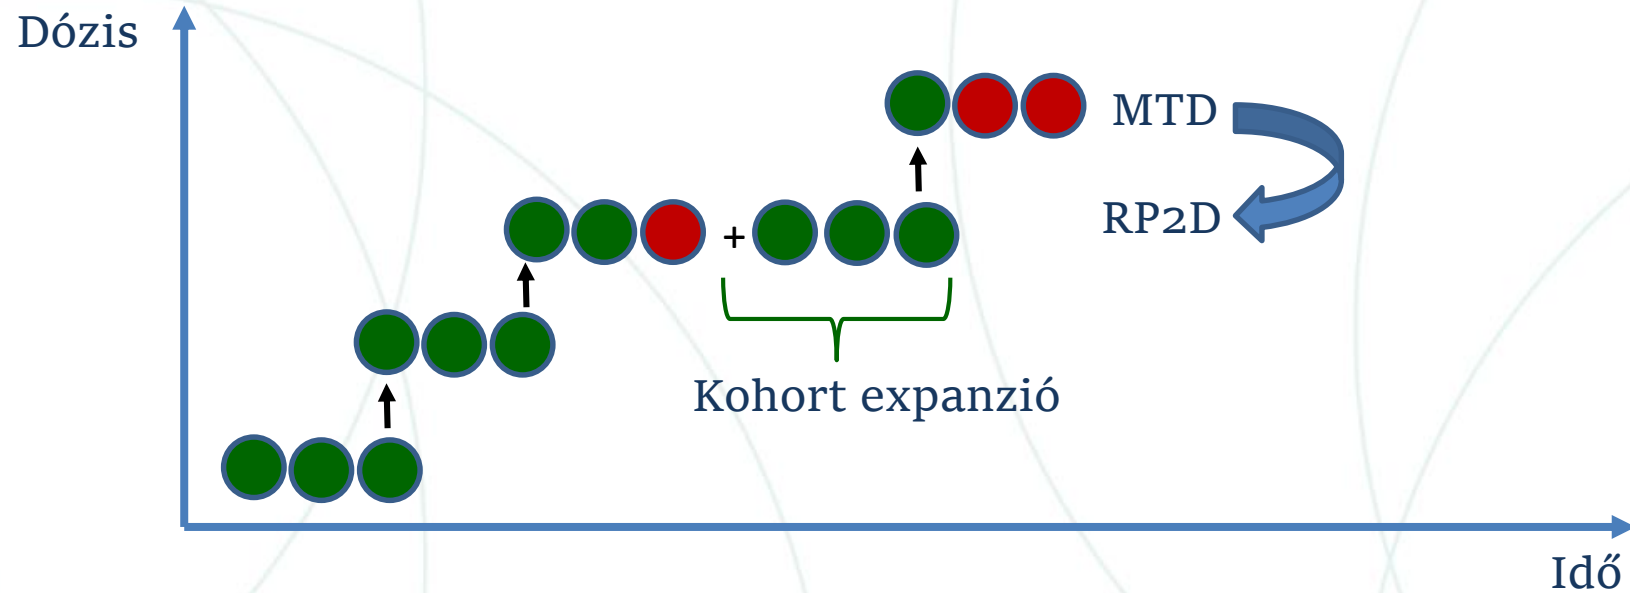 Dózis
MTD
RP2D
+
Kohort expanzió
Idő